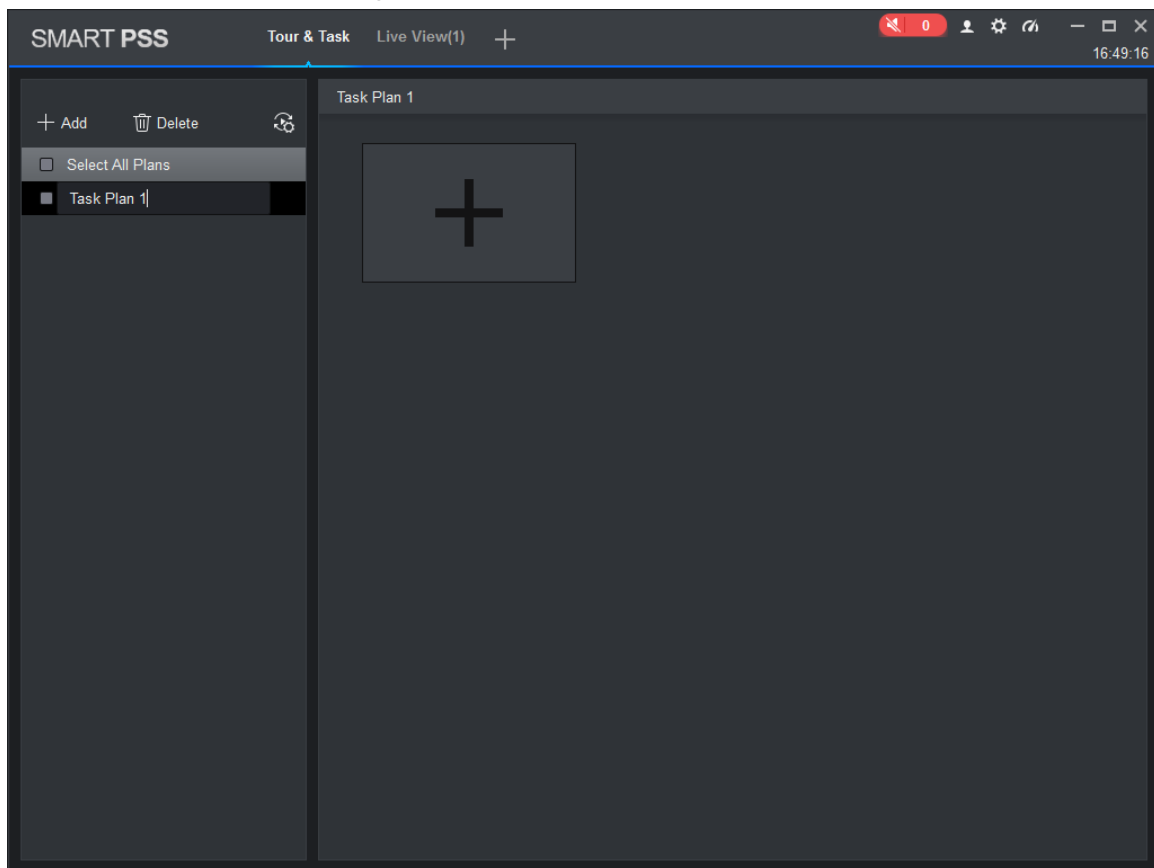 SMART PSS
Tour & Task
Live View(1)
0
16:49:16
Add
Delete
Select All Plans
Task Plan 1
Task Plan 1